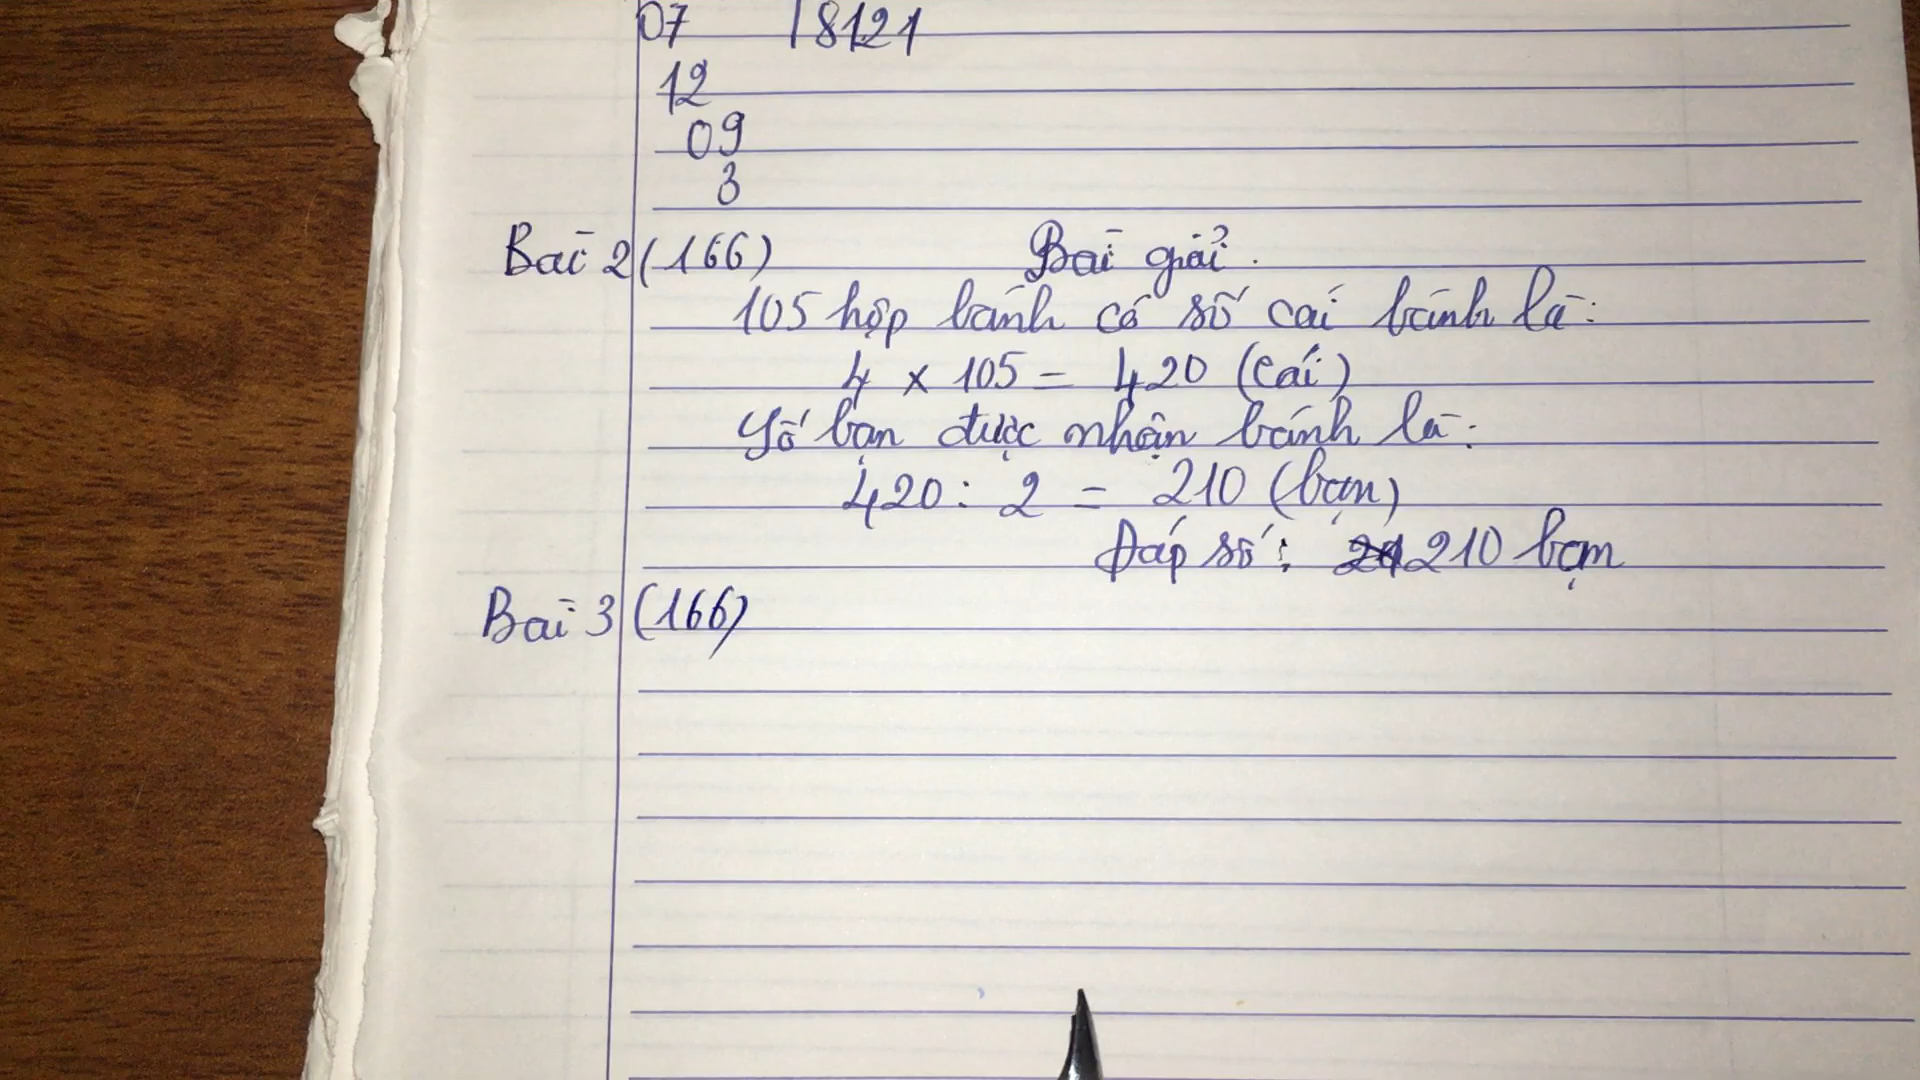 07 8121
12
09
3
Bài 2 (166) Bài giải.
105 hộp bánh có số cái bánh là:
4 x 105 = 420 (cái)
Số bạn được nhận bánh là:
420 : 2 = 210 (bạn)
Đáp số: 210 bạn
Bài 3 (166)